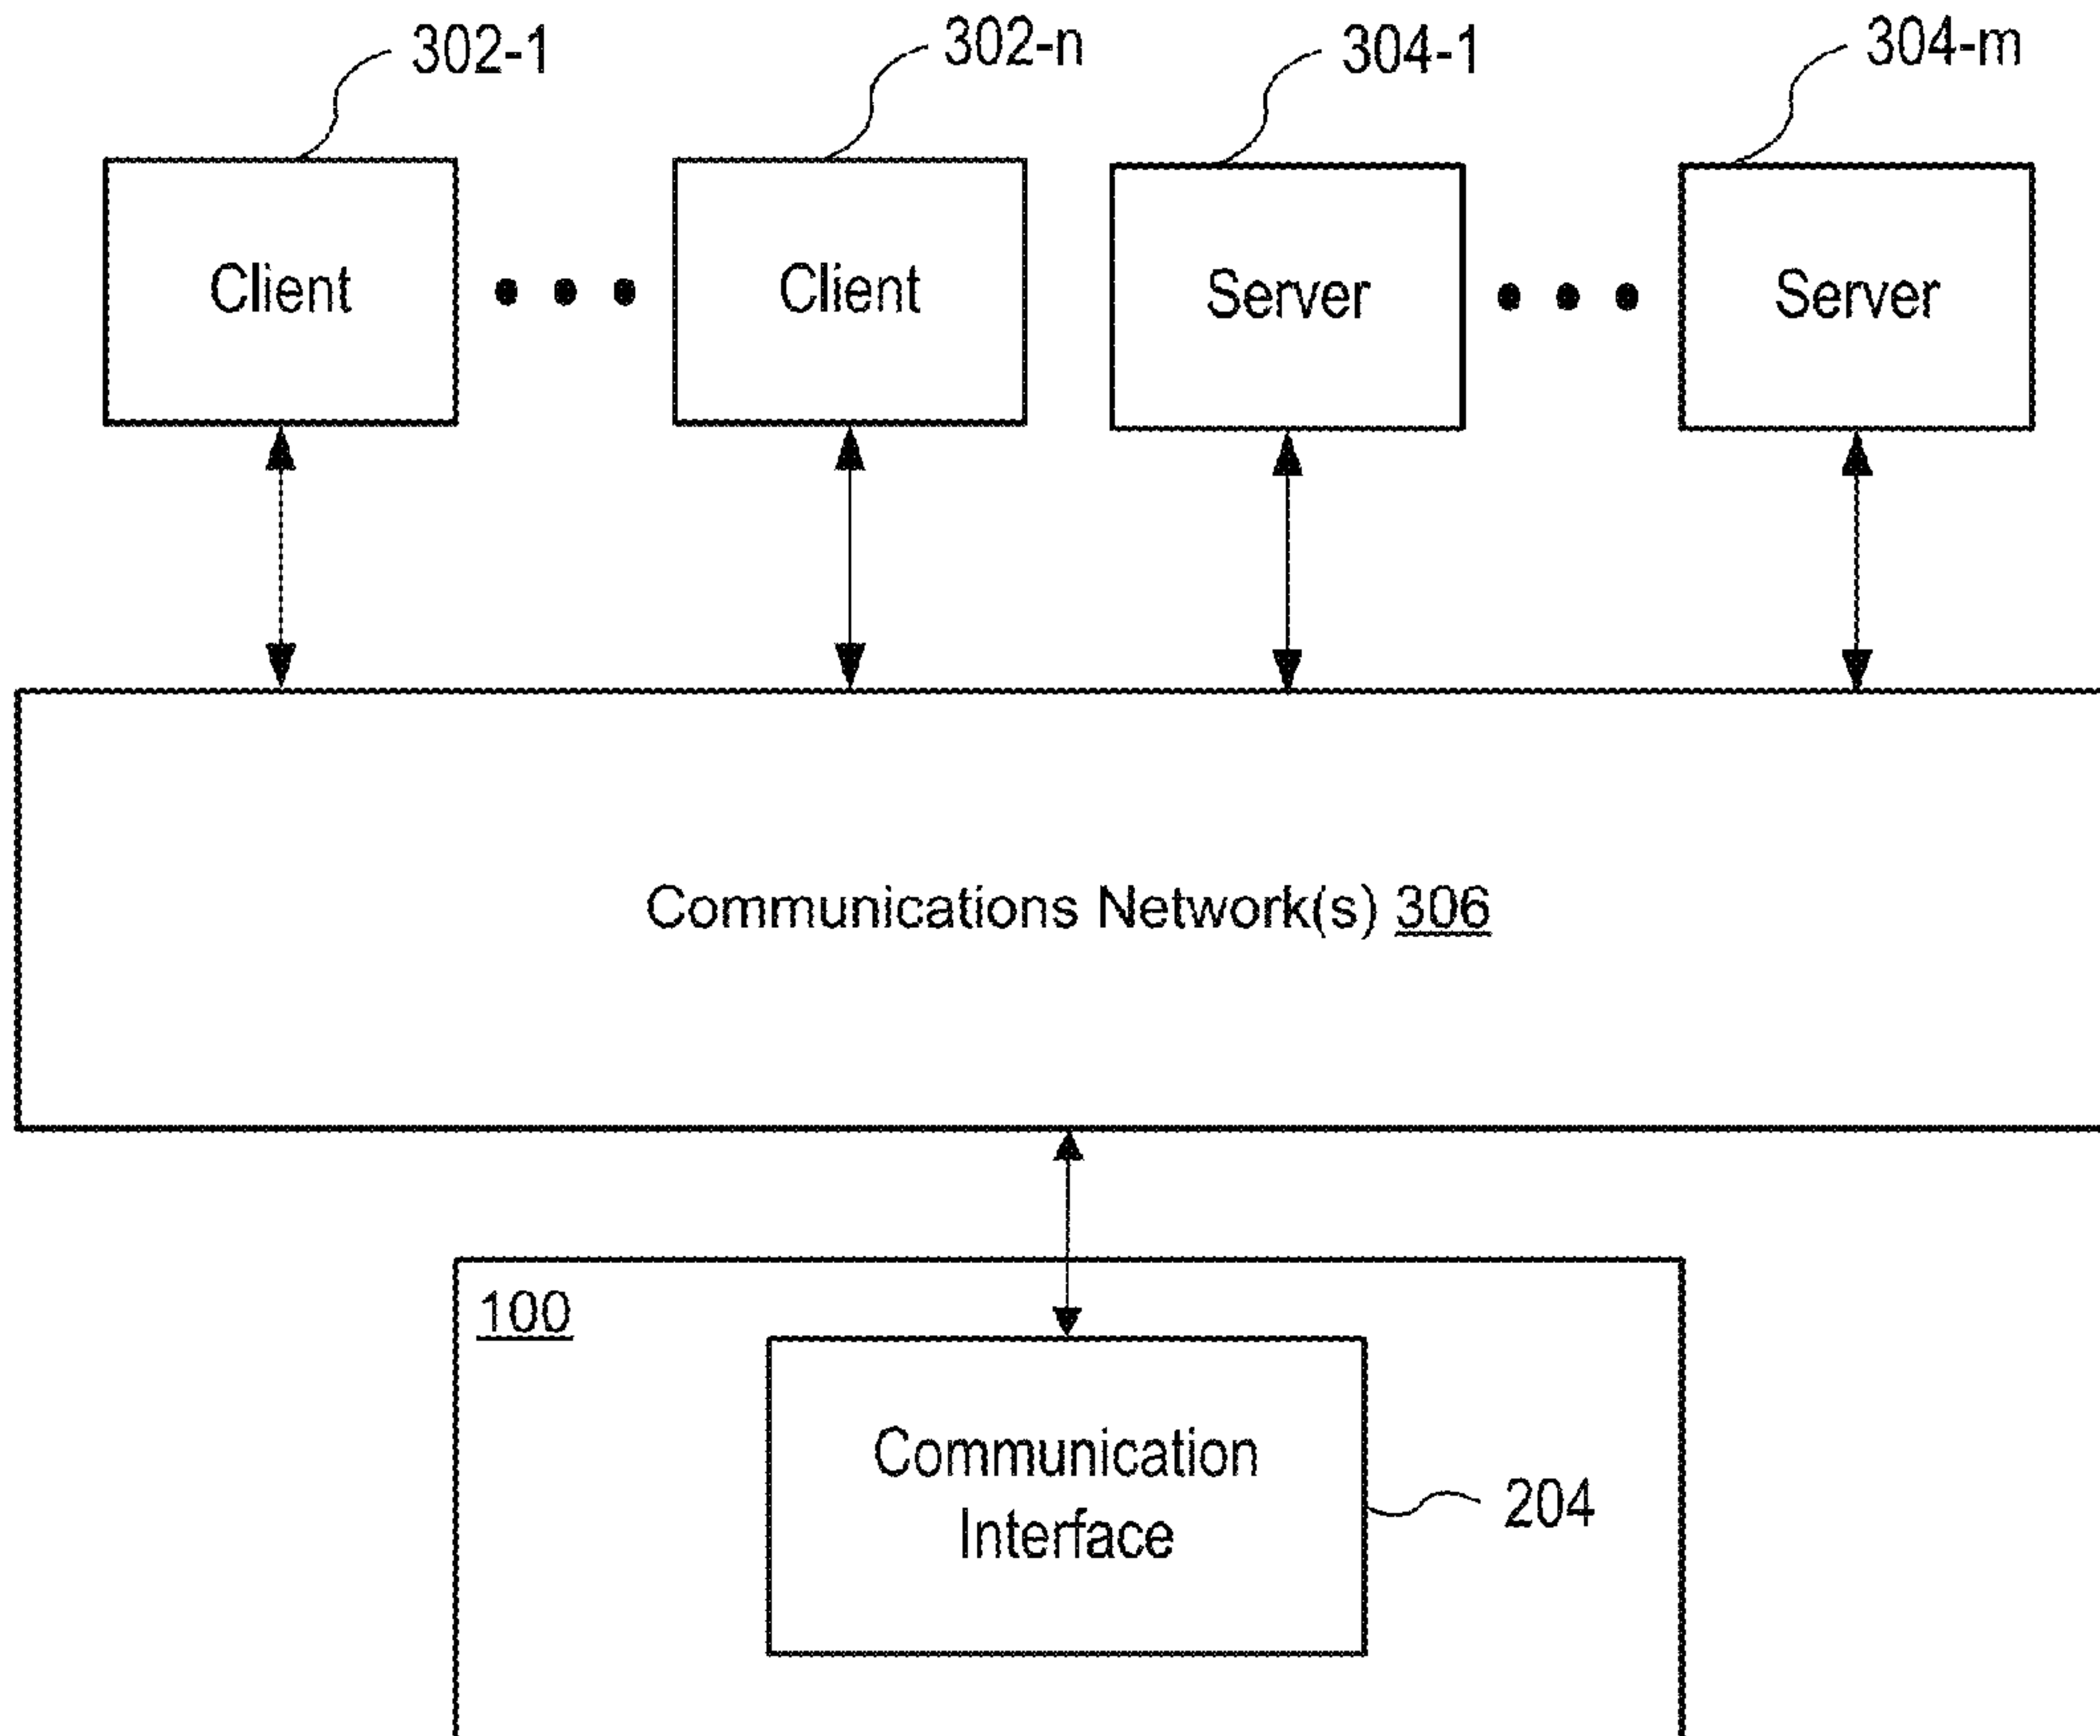 302-1
302-n
304-1
304-m
Client
Client
Server
Server
Communications Network(s) 306
100
Communication
Interface
204